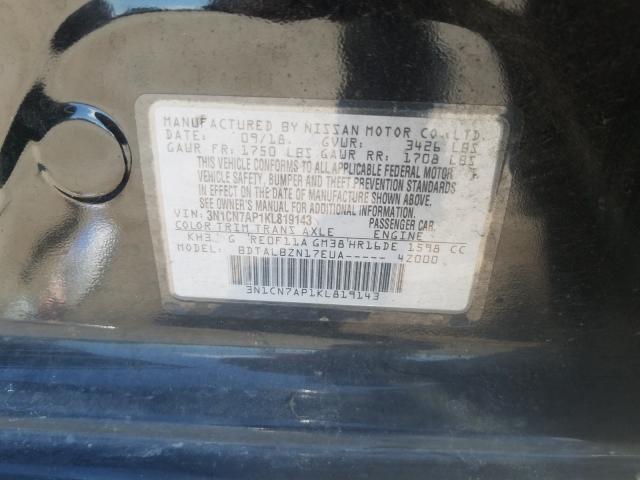 MANUFACTURED BY NISSAN MOTOR CO.,LTD.
DATE: 09/18 GVWR: 3426 LBS
GAWR FR: 1750 LBS GAWR RR: 1708 LBS
THIS VEHICLE CONFORMS TO ALL APPLICABLE FEDERAL MOTOR
VEHICLE SAFETY, BUMPER AND THEFT PREVENTION STANDARDS
IN EFFECT ON THE DATE OF MANUFACTURE SHOWN ABOVE.
SEE OWNER'S MANUAL OR DEALER FOR INFORMATION.
VIN: 3N1CN7AP1KL819143 PASSENGER CAR
COLOR TRIM TRANS AXLE ENGINE
KH3 G RE0F11A GM38 HR16DE 1598 CC
MODEL: BDTALBZN17EUA----- 42000
3N1CN7AP1KL819143